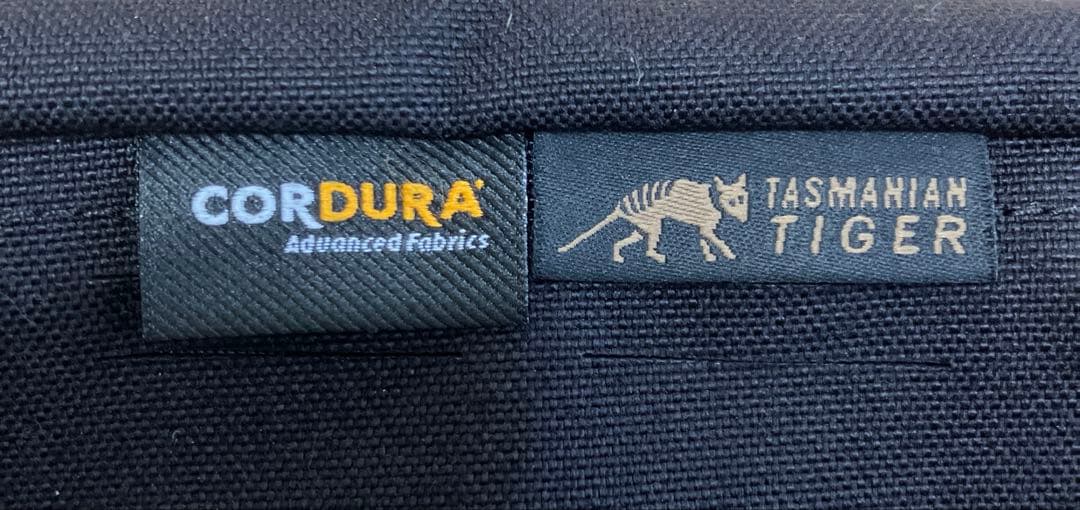 CORDURA
Advanced Fabrics
TASMANIAN
TIGER